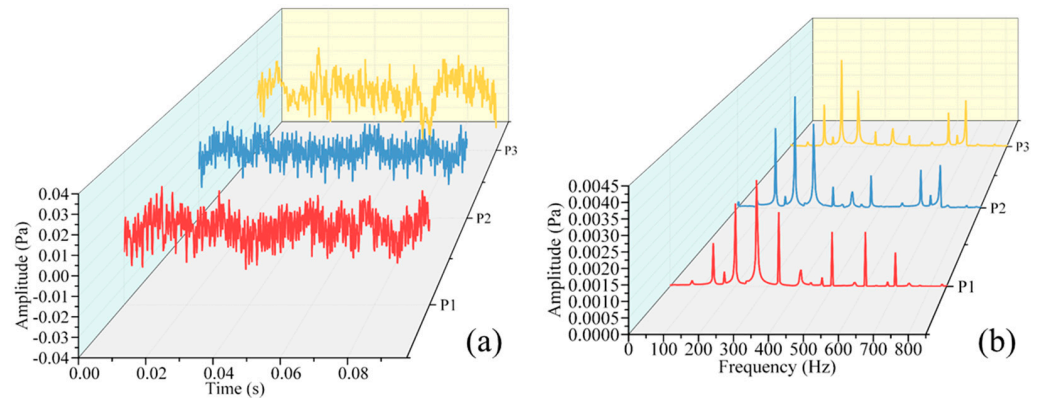 0.04
0.03
0.02
0.01
0.00
-0.01
-0.02
-0.03
-0.04
Amplitude (Pa)
0.00 0.02 0.04 0.06 0.08
Time (s)
P1
P2
P3
(a)
0.0045
0.0040
0.0035
0.0030
0.0025
0.0020
0.0015
0.0010
0.0005
0.0000
Amplitude (Pa)
0 100 200 300 400 500 600 700 800
Frequency (Hz)
P1
P2
P3
(b)